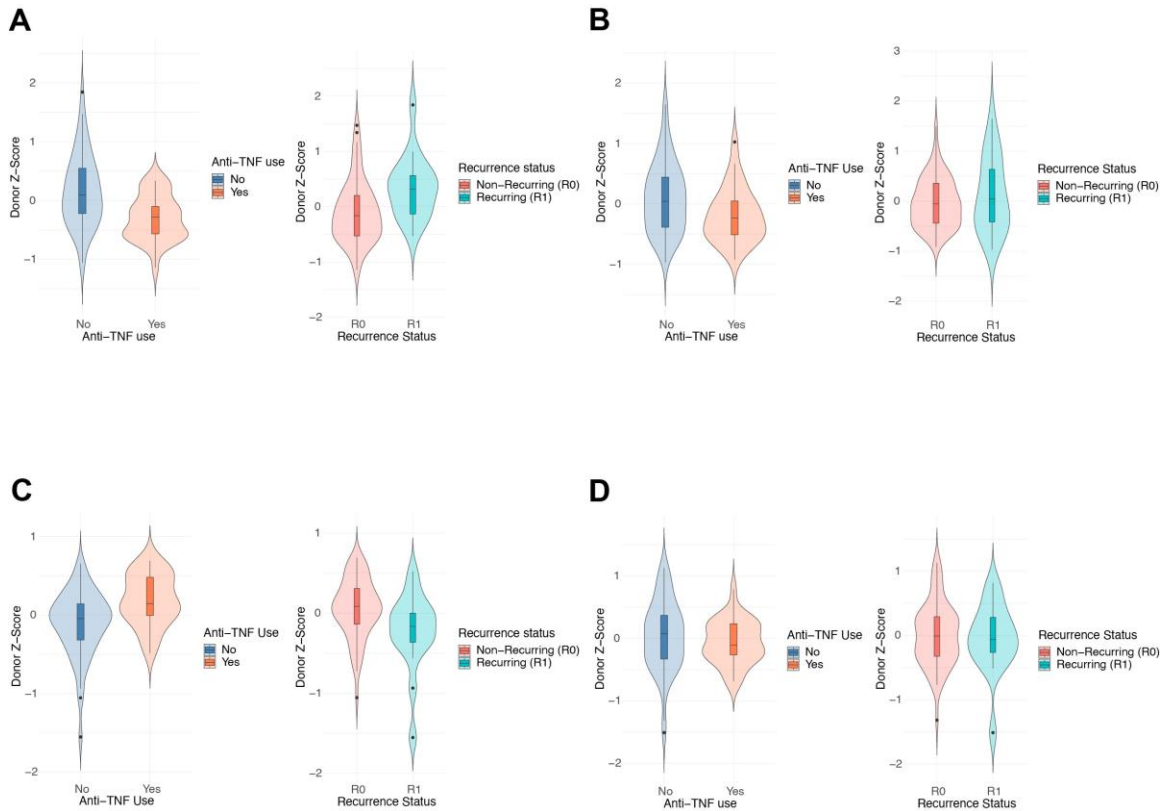 A
2
1
0
−1
Donor Z−Score
No
Yes
Anti−TNF use
Anti−TNF use
No
Yes
2
1
0
−1
−2
Donor Z−Score
R0
R1
Recurrence Status
Recurrence status
Non−Recurring (R0)
Recurring (R1)
B
2
1
0
−1
Donor Z−Score
No
Yes
Anti−TNF use
Anti−TNF Use
No
Yes
3
2
1
0
−1
−2
Donor Z−Score
R0
R1
Recurrence Status
Recurrence Status
Non−Recurring (R0)
Recurring (R1)
C
1
0
−1
−2
Donor Z−Score
No
Yes
Anti−TNF Use
Anti−TNF Use
No
Yes
1
0
−1
−2
Donor Z−Score
R0
R1
Recurrence Status
Recurrence status
Non−Recurring (R0)
Recurring (R1)
D
1
0
−1
−2
Donor Z−Score
No
Yes
Anti−TNF use
Anti−TNF Use
No
Yes
1
0
−1
−2
Donor Z−Score
R0
R1
Recurrence Status
Recurrence Status
Non−Recurring (R0)
Recurring (R1)